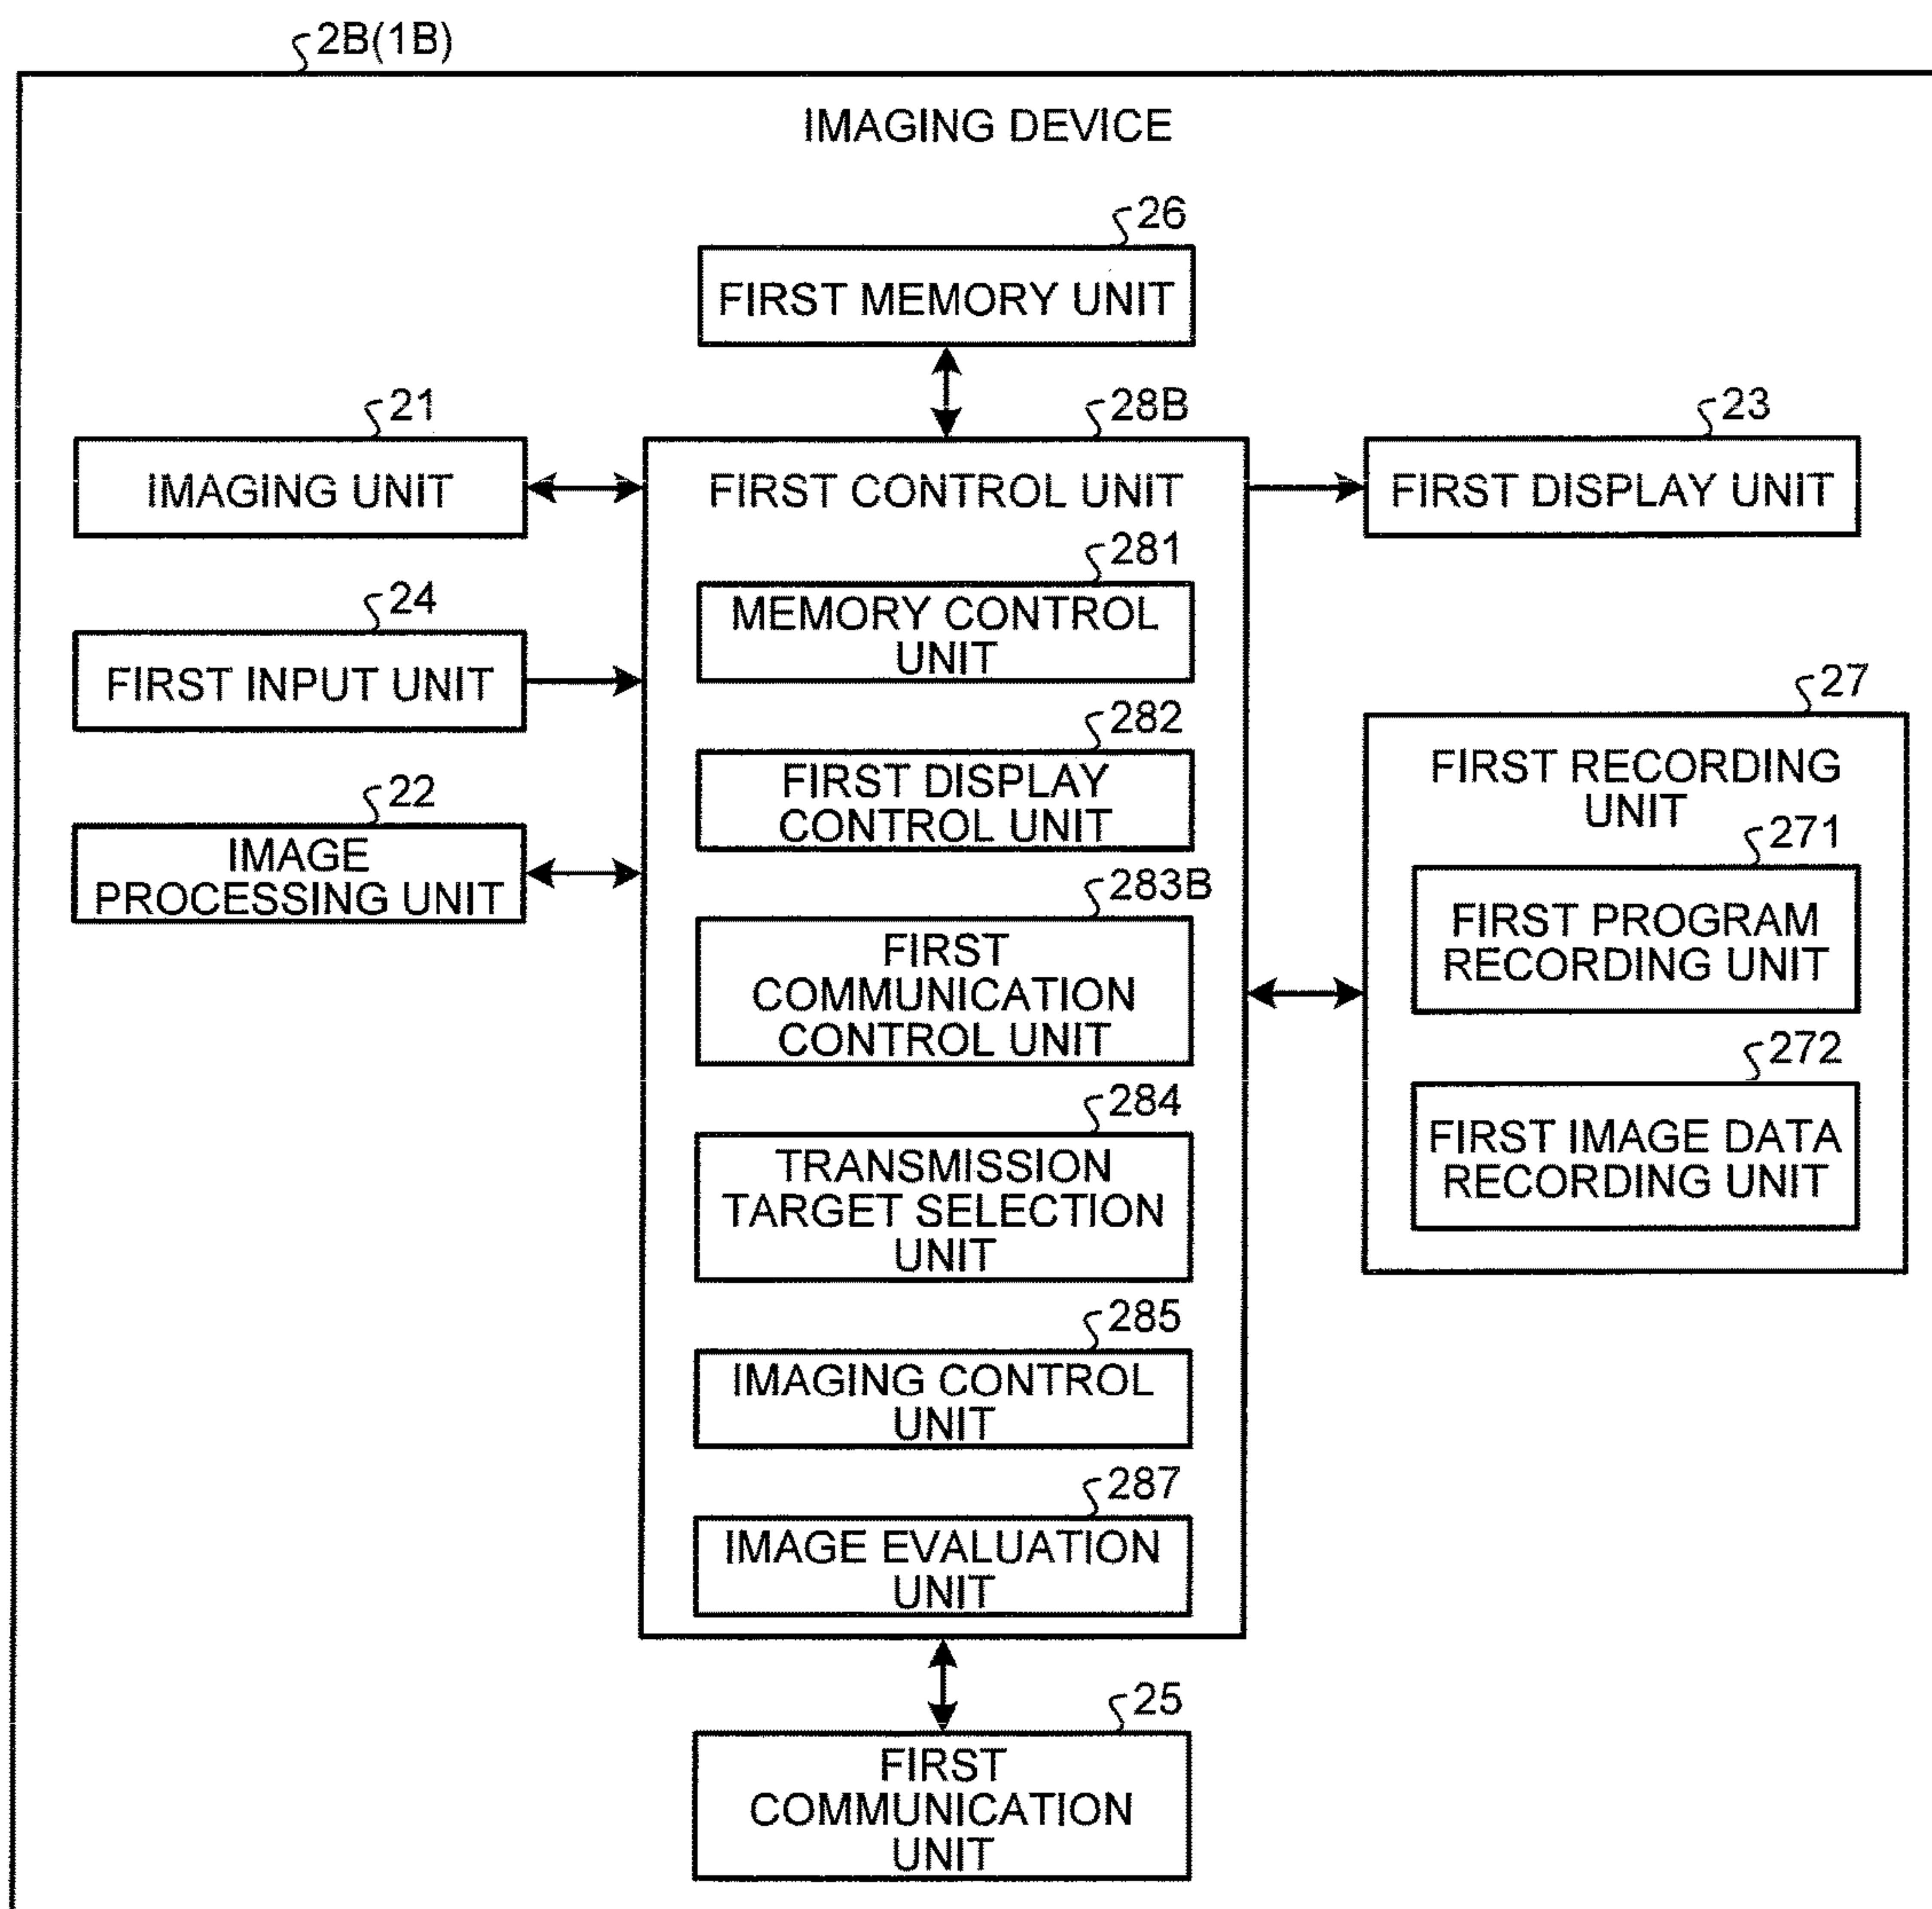 2B(1B)
IMAGING DEVICE
26
FIRST MEMORY UNIT
21
IMAGING UNIT
24
FIRST INPUT UNIT
22
IMAGE
PROCESSING UNIT
28B
FIRST CONTROL UNIT
281
MEMORY CONTROL
UNIT
282
FIRST DISPLAY
CONTROL UNIT
283B
FIRST
COMMUNICATION
CONTROL UNIT
284
TRANSMISSION
TARGET SELECTION
UNIT
285
IMAGING CONTROL
UNIT
287
IMAGE EVALUATION
UNIT
23
FIRST DISPLAY UNIT
27
FIRST RECORDING
UNIT
271
FIRST PROGRAM
RECORDING UNIT
272
FIRST IMAGE DATA
RECORDING UNIT
25
FIRST
COMMUNICATION
UNIT